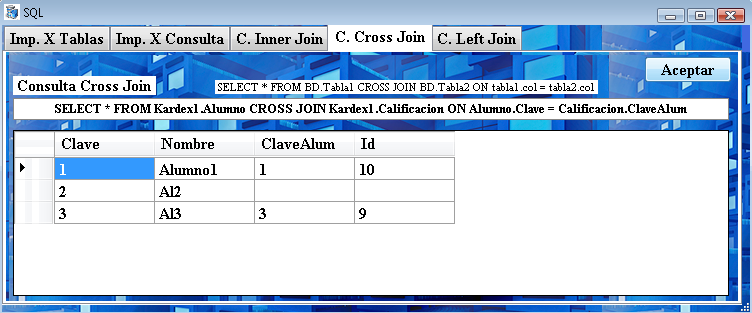 SQL
Imp. X Tablas Imp. X Consulta C. Inner Join C. Cross Join C. Left Join
Aceptar
Consulta Cross Join SELECT * FROM BD.Tabla1 CROSS JOIN BD.Tabla2 ON tabla1.col = tabla2.col
SELECT * FROM Kardex1.Alumno CROSS JOIN Kardex1.Calificacion ON Alumno.Clave = Calificacion.ClaveAlum
Clave Nombre ClaveAlum Id
1 Alumno1 1 10
2 Al2
3 Al3 3 9